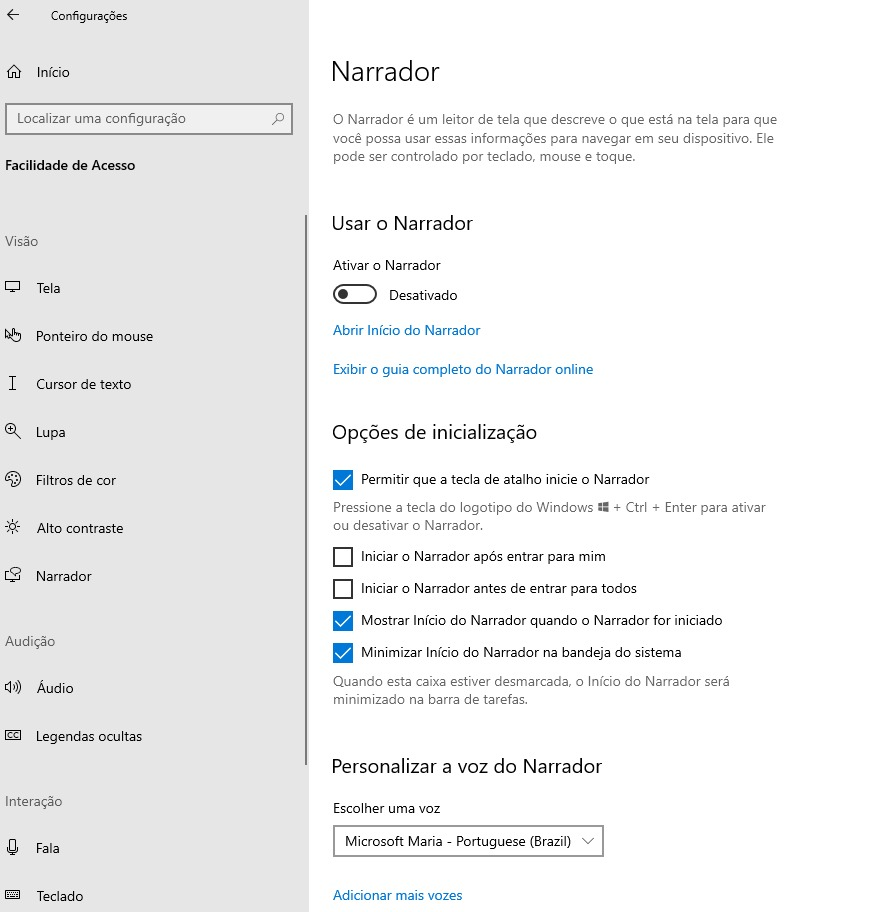 Configurações
Início
Localizar uma configuração
Facilidade de Acesso
Visão
Tela
Ponteiro do mouse
Cursor de texto
Lupa
Filtros de cor
Alto contraste
Narrador
Audição
Áudio
CC
Legendas ocultas
Interação
Fala
Teclado
Narrador
O Narrador é um leitor de tela que descreve o que está na tela para que
você possa usar essas informações para navegar em seu dispositivo. Ele
pode ser controlado por teclado, mouse e toque.
Usar o Narrador
Ativar o Narrador
Desativado
Abrir Início do Narrador
Exibir o guia completo do Narrador online
Opções de inicialização
Permitir que a tecla de atalho inicie o Narrador
Pressione a tecla do logotipo do Windows + Ctrl + Enter para ativar
ou desativar o Narrador.
Iniciar o Narrador após entrar para mim
Iniciar o Narrador antes de entrar para todos
Mostrar Início do Narrador quando o Narrador for iniciado
Minimizar Início do Narrador na bandeja do sistema
Quando esta caixa estiver desmarcada, o Início do Narrador será
minimizado na barra de tarefas.
Personalizar a voz do Narrador
Escolher uma voz
Microsoft Maria - Portuguese (Brazil)
Adicionar mais vozes